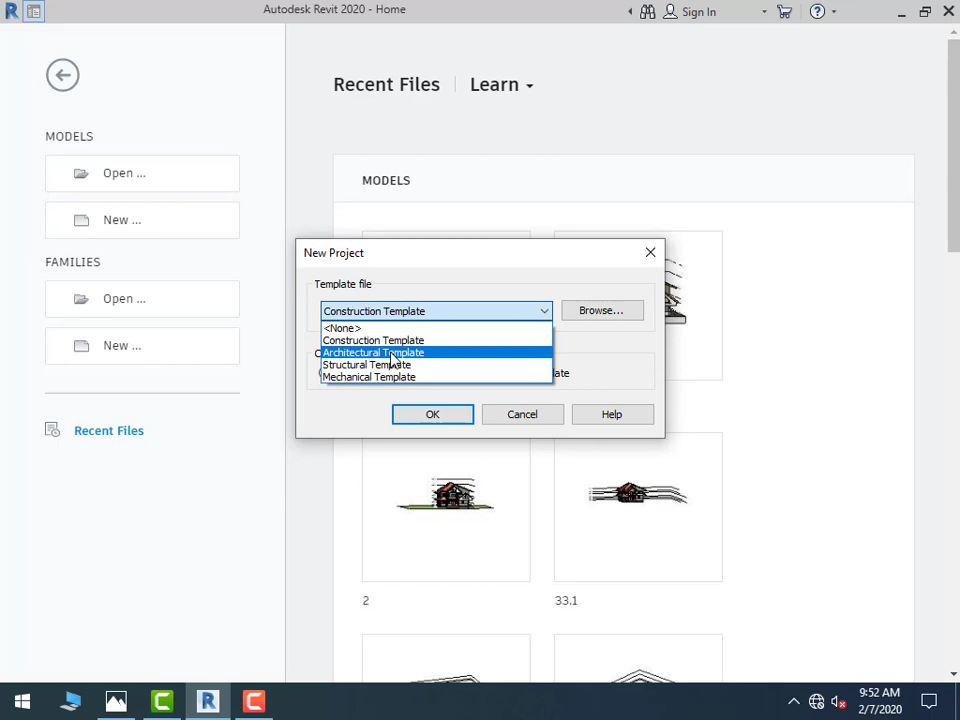 Autodesk Revit 2020 - Home
Sign In
Recent Files
Learn
MODELS
Open ...
New ...
FAMILIES
Open ...
New ...
Recent Files
MODELS
New Project
Template file
Construction Template
Browse...
<None>
Construction Template
Architectural Template
Structural Template
Mechanical Template
OK
Cancel
Help
2
33.1
9:52 AM
2/7/2020